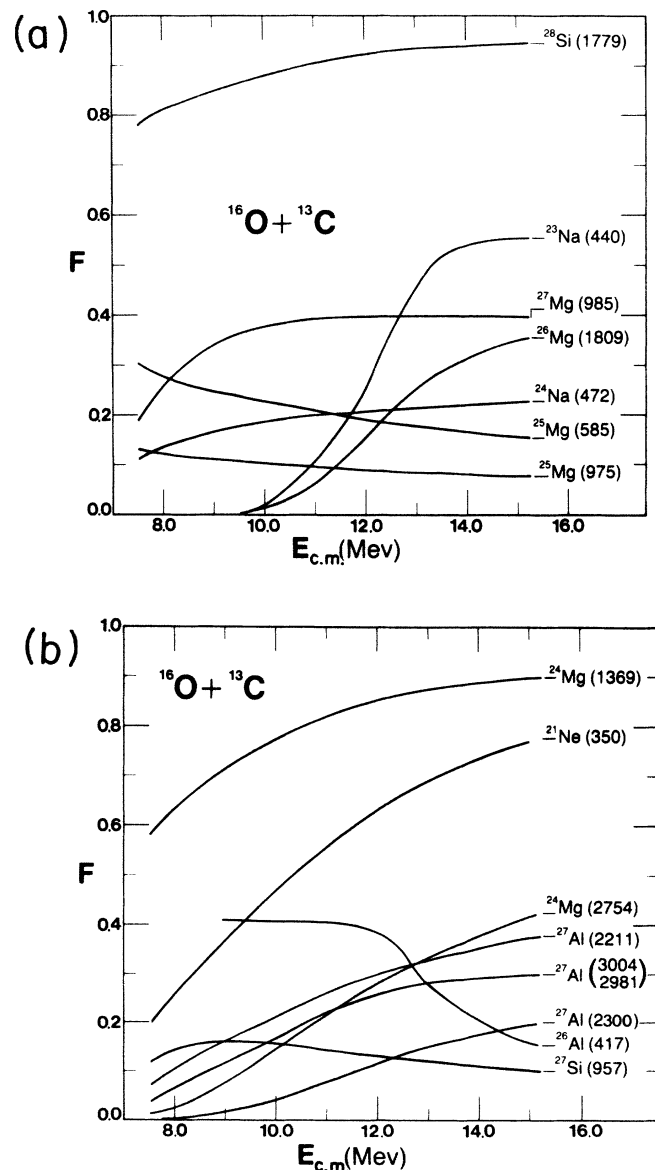 (a)
1.0
0.8
0.6
0.4
0.2
0.0
F
¹⁶O + ¹³C
²⁸Si (1779)
²³Na (440)
²⁷Mg (985)
²⁶Mg (1809)
²⁴Na (472)
²⁵Mg (585)
²⁵Mg (975)
8.0 10.0 12.0 14.0 16.0
E c.m. (Mev)
(b)
1.0
0.8
0.6
0.4
0.2
0.0
F
¹⁶O + ¹³C
²⁴Mg (1369)
²¹Ne (350)
²⁴Mg (2754)
²⁷Al (2211)
²⁷Al (3004 2981)
²⁷Al (2300)
²⁶Al (417)
²⁷Si (957)
8.0 10.0 12.0 14.0 16.0
E c.m. (Mev)